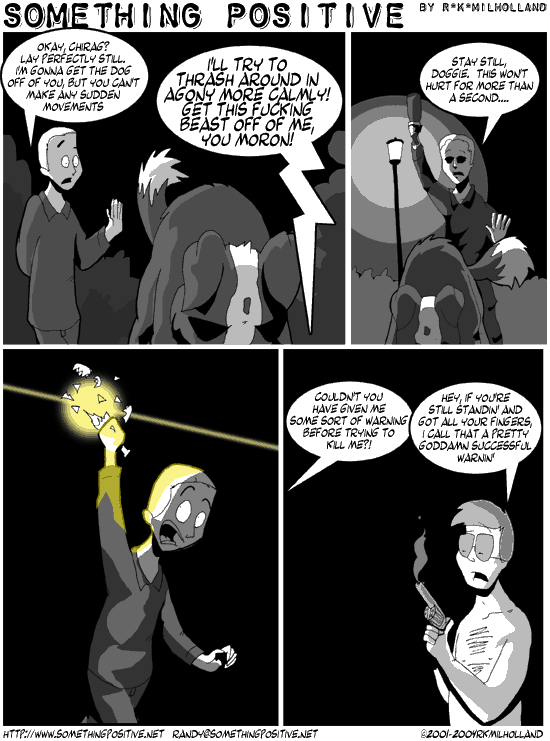 SOMETHING POSITIVE BY R*K*MILHOLLAND
OKAY, CHIRAG?
LAY PERFECTLY STILL.
I'M GONNA GET THE DOG
OFF OF YOU, BUT YOU CAN'T
MAKE ANY SUDDEN
MOVEMENTS
I'LL TRY TO
THRASH AROUND IN
AGONY MORE CALMLY!
GET THIS FUCKING
BEAST OFF OF ME,
YOU MORON!
STAY STILL,
DOGGIE. THIS WON'T
HURT FOR MORE THAN
A SECOND....
COULDN'T YOU
HAVE GIVEN ME
SOME SORT OF WARNING
BEFORE TRYING TO
KILL ME?!
HEY, IF YOU'RE
STILL STANDIN' AND
GOT ALL YOUR FINGERS,
I CALL THAT A PRETTY
GODDAMN SUCCESSFUL
WARNIN'
HTTP://WWW.SOMETHINGPOSITIVE.NET RANDY@SOMETHINGPOSITIVE.NET ©2001-200YRKMILHOLLAND